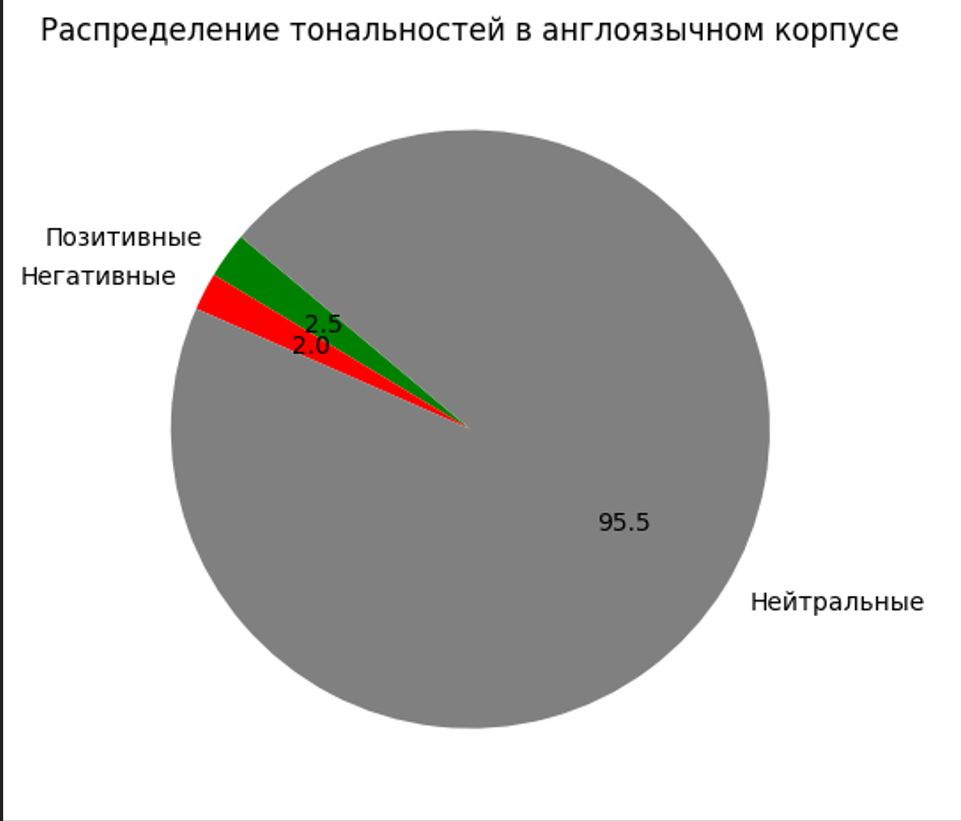 Распределение тональностей в англоязычном корпусе
Позитивные
Негативные
2.5
2.0
95.5
Нейтральные